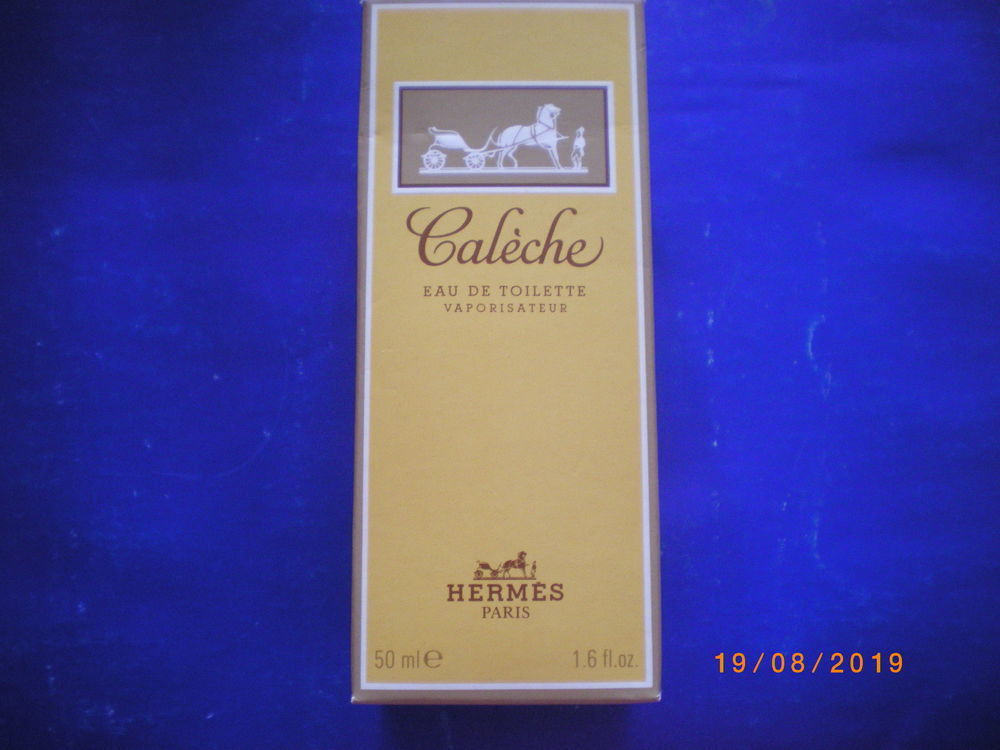 Calèche
EAU DE TOILETTE
VAPORISATEUR
HERMÈS
PARIS
50 ml ℮ 1.6 fl.oz.
19/08/2019